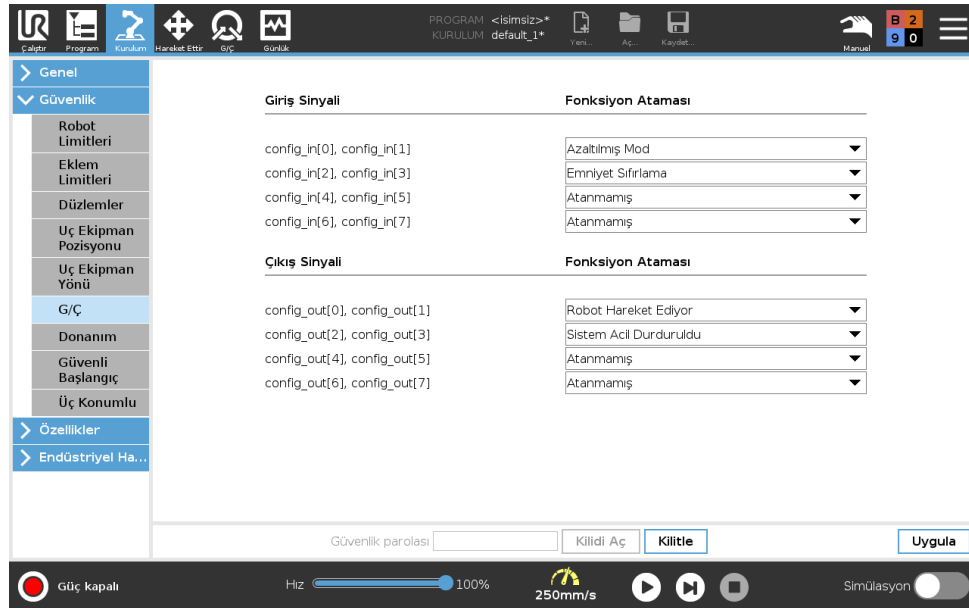 UR
Çalıştır
Program
Kurulum
Hareket Ettir
G/Ç
Günlük
PROGRAM <isimsiz>*
KURULUM default_1*
Yeni...
Aç...
Kaydet...
Manuel
B 2
9 0
Genel
Güvenlik
Robot
Limitleri
Eklem
Limitleri
Düzlemler
Uç Ekipman
Pozisyonu
Uç Ekipman
Yönü
G/Ç
Donanım
Güvenli
Başlangıç
Üç Konumlu
Özellikler
Endüstriyel Ha...
Giriş Sinyali Fonksiyon Ataması
config_in[0], config_in[1] Azaltılmış Mod
config_in[2], config_in[3] Emniyet Sıfırlama
config_in[4], config_in[5] Atanmamış
config_in[6], config_in[7] Atanmamış
Çıkış Sinyali Fonksiyon Ataması
config_out[0], config_out[1] Robot Hareket Ediyor
config_out[2], config_out[3] Sistem Acil Durduruldu
config_out[4], config_out[5] Atanmamış
config_out[6], config_out[7] Atanmamış
Güvenlik parolası Kilidi Aç Kilitle Uygula
Güç kapalı Hız 100% 250mm/s Simülasyon